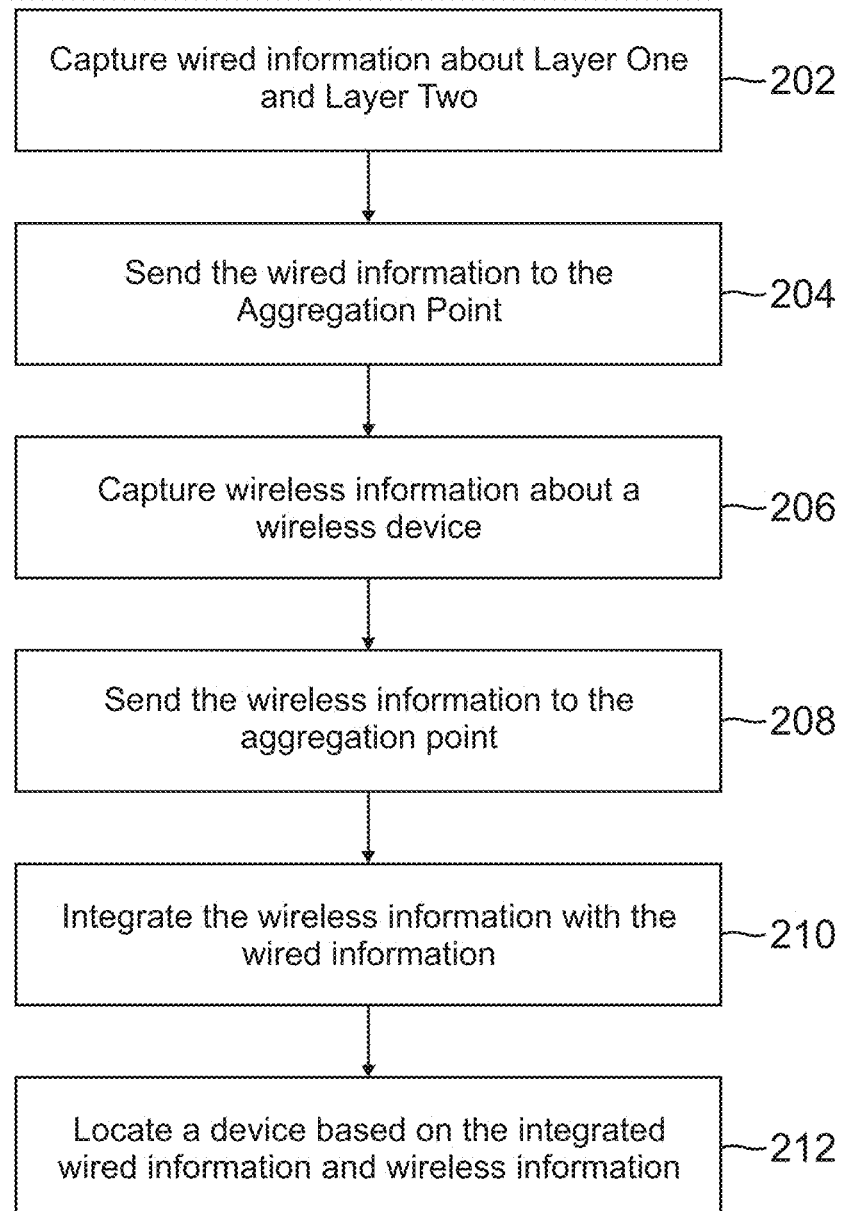 Capture wired information about Layer One
and Layer Two
202
Send the wired information to the
Aggregation Point
204
Capture wireless information about a
wireless device
206
Send the wireless information to the
aggregation point
208
Integrate the wireless information with the
wired information
210
Locate a device based on the integrated
wired information and wireless information
212